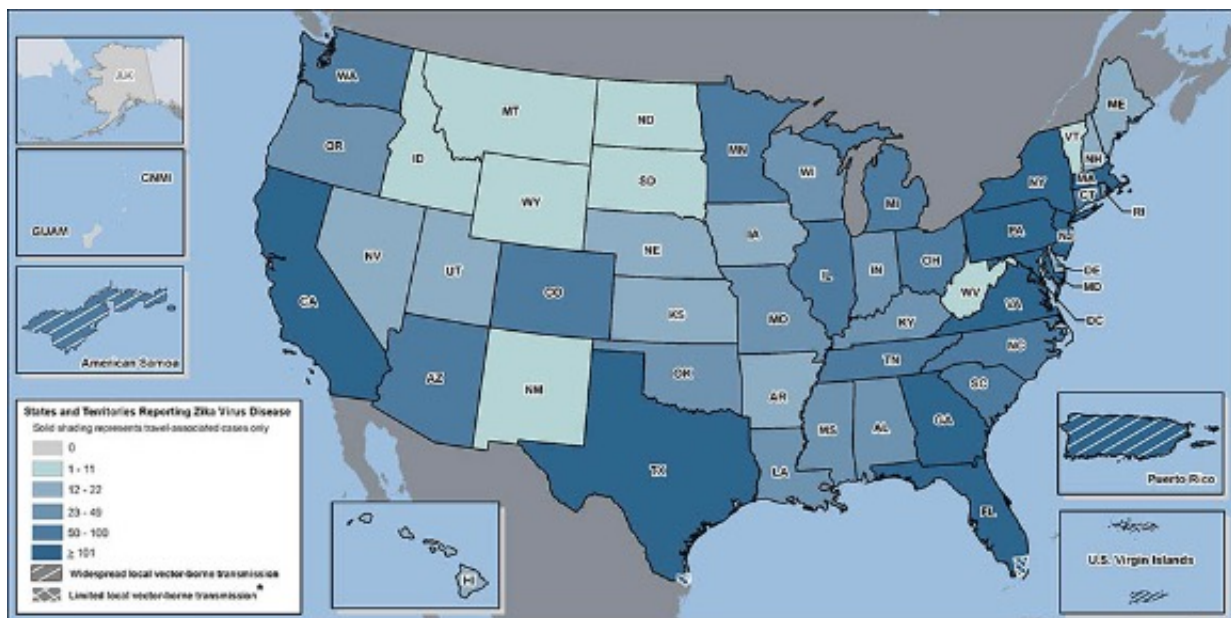 AK
WA
MT
ND
MN
ME
VT
NH
OR
ID
SD
WI
MI
NY
MA
CT
RI
WY
CNMI
GUAM
NE
IA
PA
NJ
NV
UT
CO
IL
IN
OH
DE
MD
DC
WV
VA
CA
KS
MO
KY
American Samoa
AZ
NM
OK
TN
NC
AR
SC
MS
AL
GA
TX
LA
FL
HI
Puerto Rico
U.S. Virgin Islands
States and Territories Reporting Zika Virus Disease
Solid shading represents travel-associated cases only
0
1 - 11
12 - 22
23 - 49
50 - 100
≥ 101
Widespread local vector-borne transmission
Limited local vector-borne transmission*